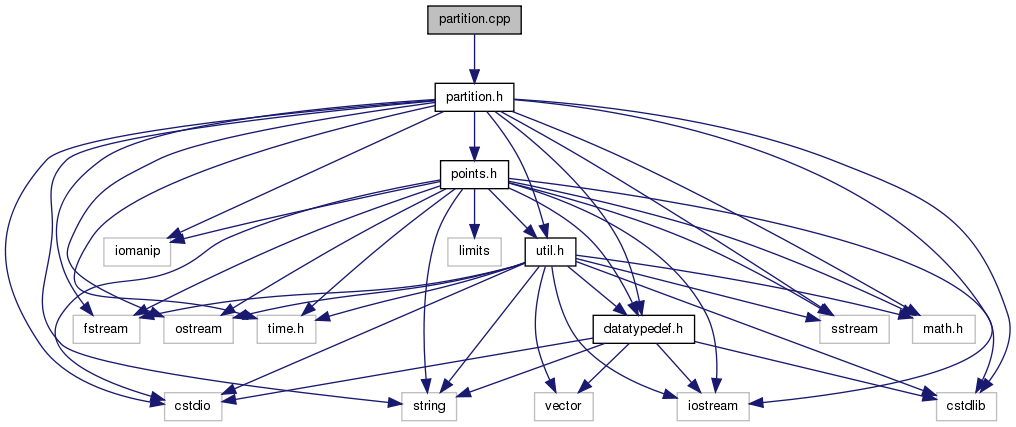 partition.cpp
partition.h
points.h
iomanip
limits
util.h
fstream
ostream
time.h
datatypedef.h
sstream
math.h
cstdio
string
vector
iostream
cstdlib